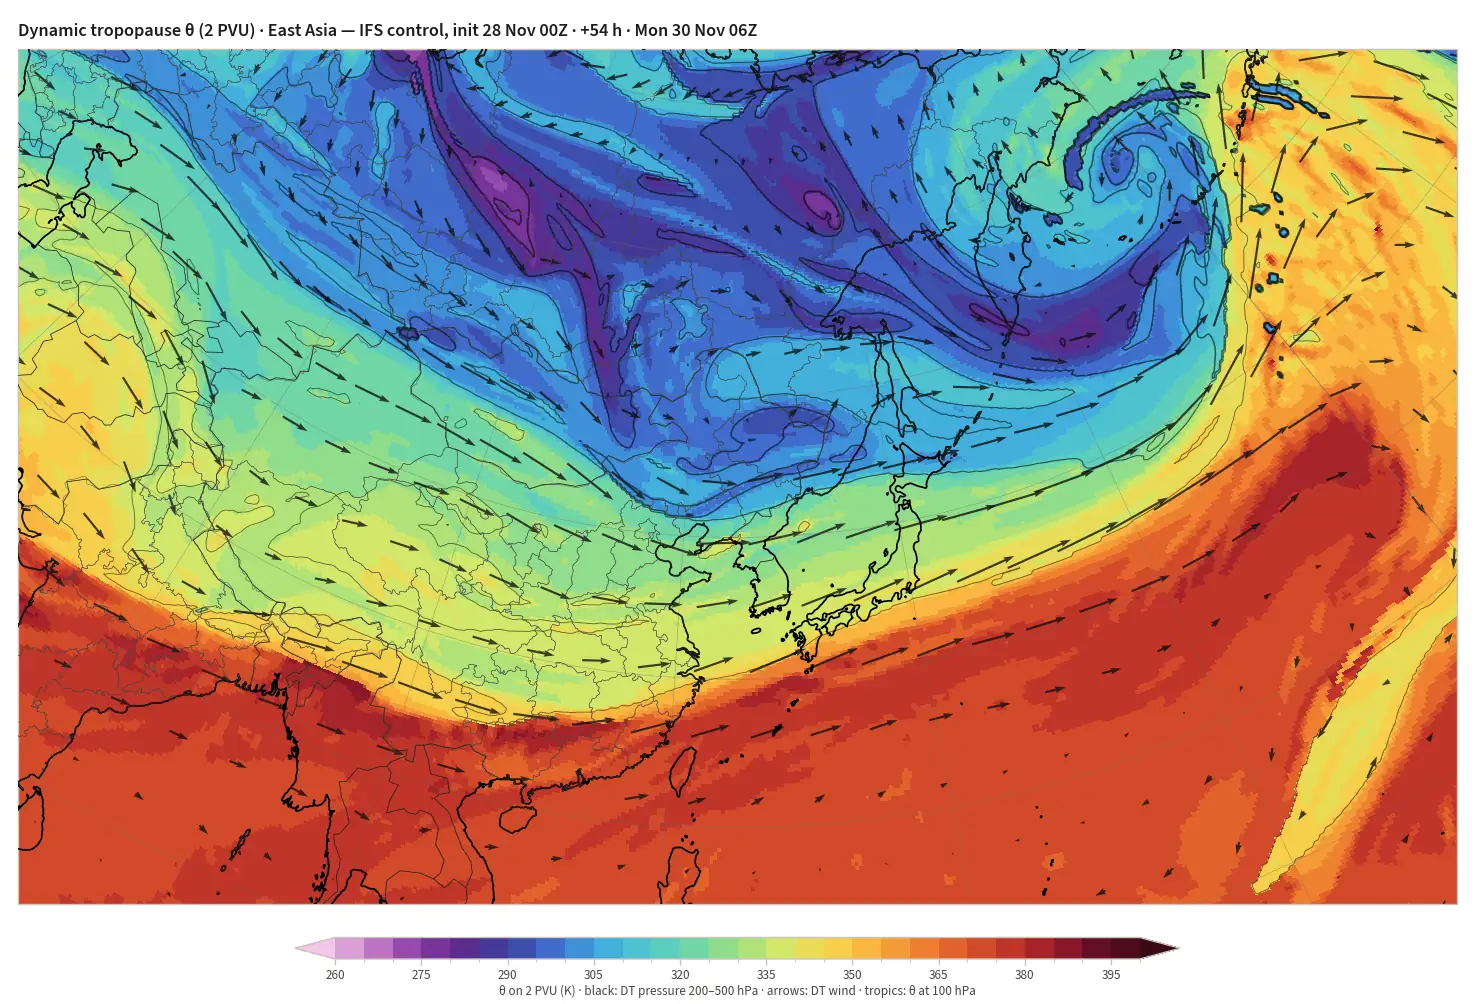 Dynamic tropopause θ (2 PVU) · East Asia — IFS control, init 28 Nov 00Z · +54 h · Mon 30 Nov 06Z
260 275 290 305 320 335 350 365 380 395
θ on 2 PVU (K) · black: DT pressure 200–500 hPa · arrows: DT wind · tropics: θ at 100 hPa